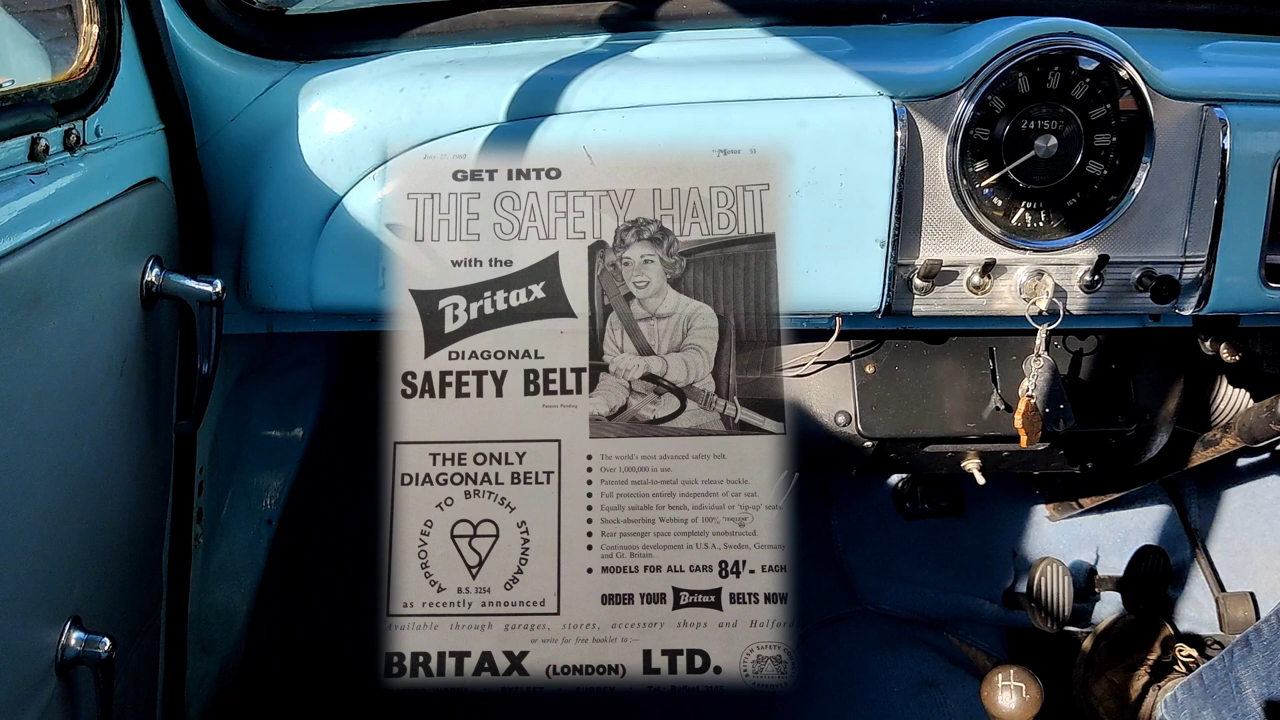 July 27, 1960
The Motor 53
GET INTO
THE SAFETY HABIT
with the
Britax
DIAGONAL
SAFETY BELT
Patents Pending
THE ONLY
DIAGONAL BELT
APPROVED TO BRITISH STANDARD
B.S. 3254
as recently announced
The world's most advanced safety belt.
Over 1,000,000 in use.
Patented metal-to-metal quick release buckle.
Full protection entirely independent of car seat.
Equally suitable for bench, individual or 'tip-up' seats.
Shock-absorbing Webbing of 100% "TERYLENE"
Rear passenger space completely unobstructed.
Continuous development in U.S.A., Sweden, Germany
and Gt. Britain.
MODELS FOR ALL CARS 84/- EACH
ORDER YOUR Britax BELTS NOW
Available through garages, stores, accessory shops and Halford
or write for free booklet to:—
BRITAX (LONDON) LTD.
10 20 30 40 50 60 70 80 90
241502
FUEL